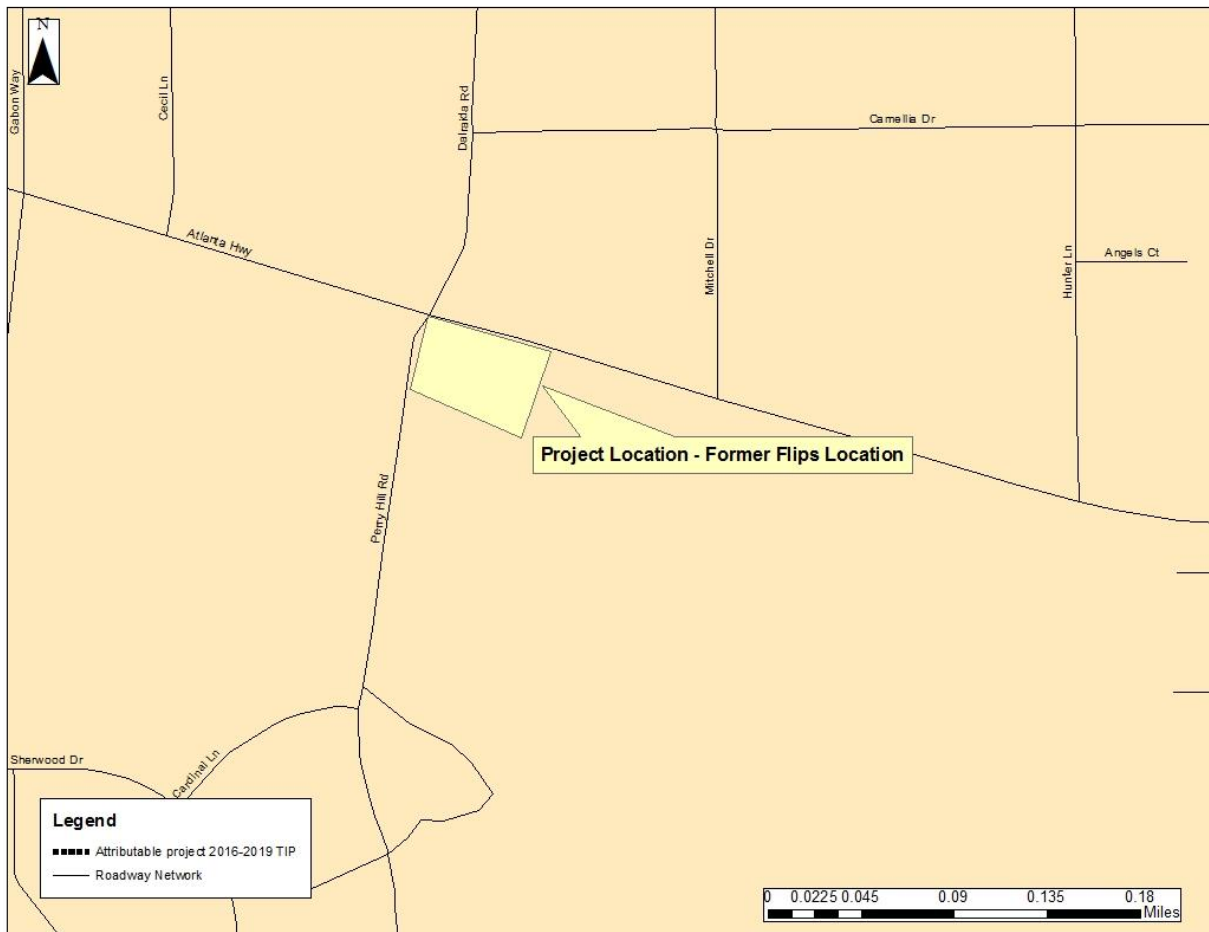 N
Gabon Way
Cecil Ln
Dalraida Rd
Camellia Dr
Atlanta Hwy
Mitchell Dr
Hunter Ln
Angels Ct
Project Location - Former Flips Location
Perry Hill Rd
Sherwood Dr
Cardinal Ln
Legend
Attributable project 2016-2019 TIP
Roadway Network
0 0.0225 0.045 0.09 0.135 0.18
Miles